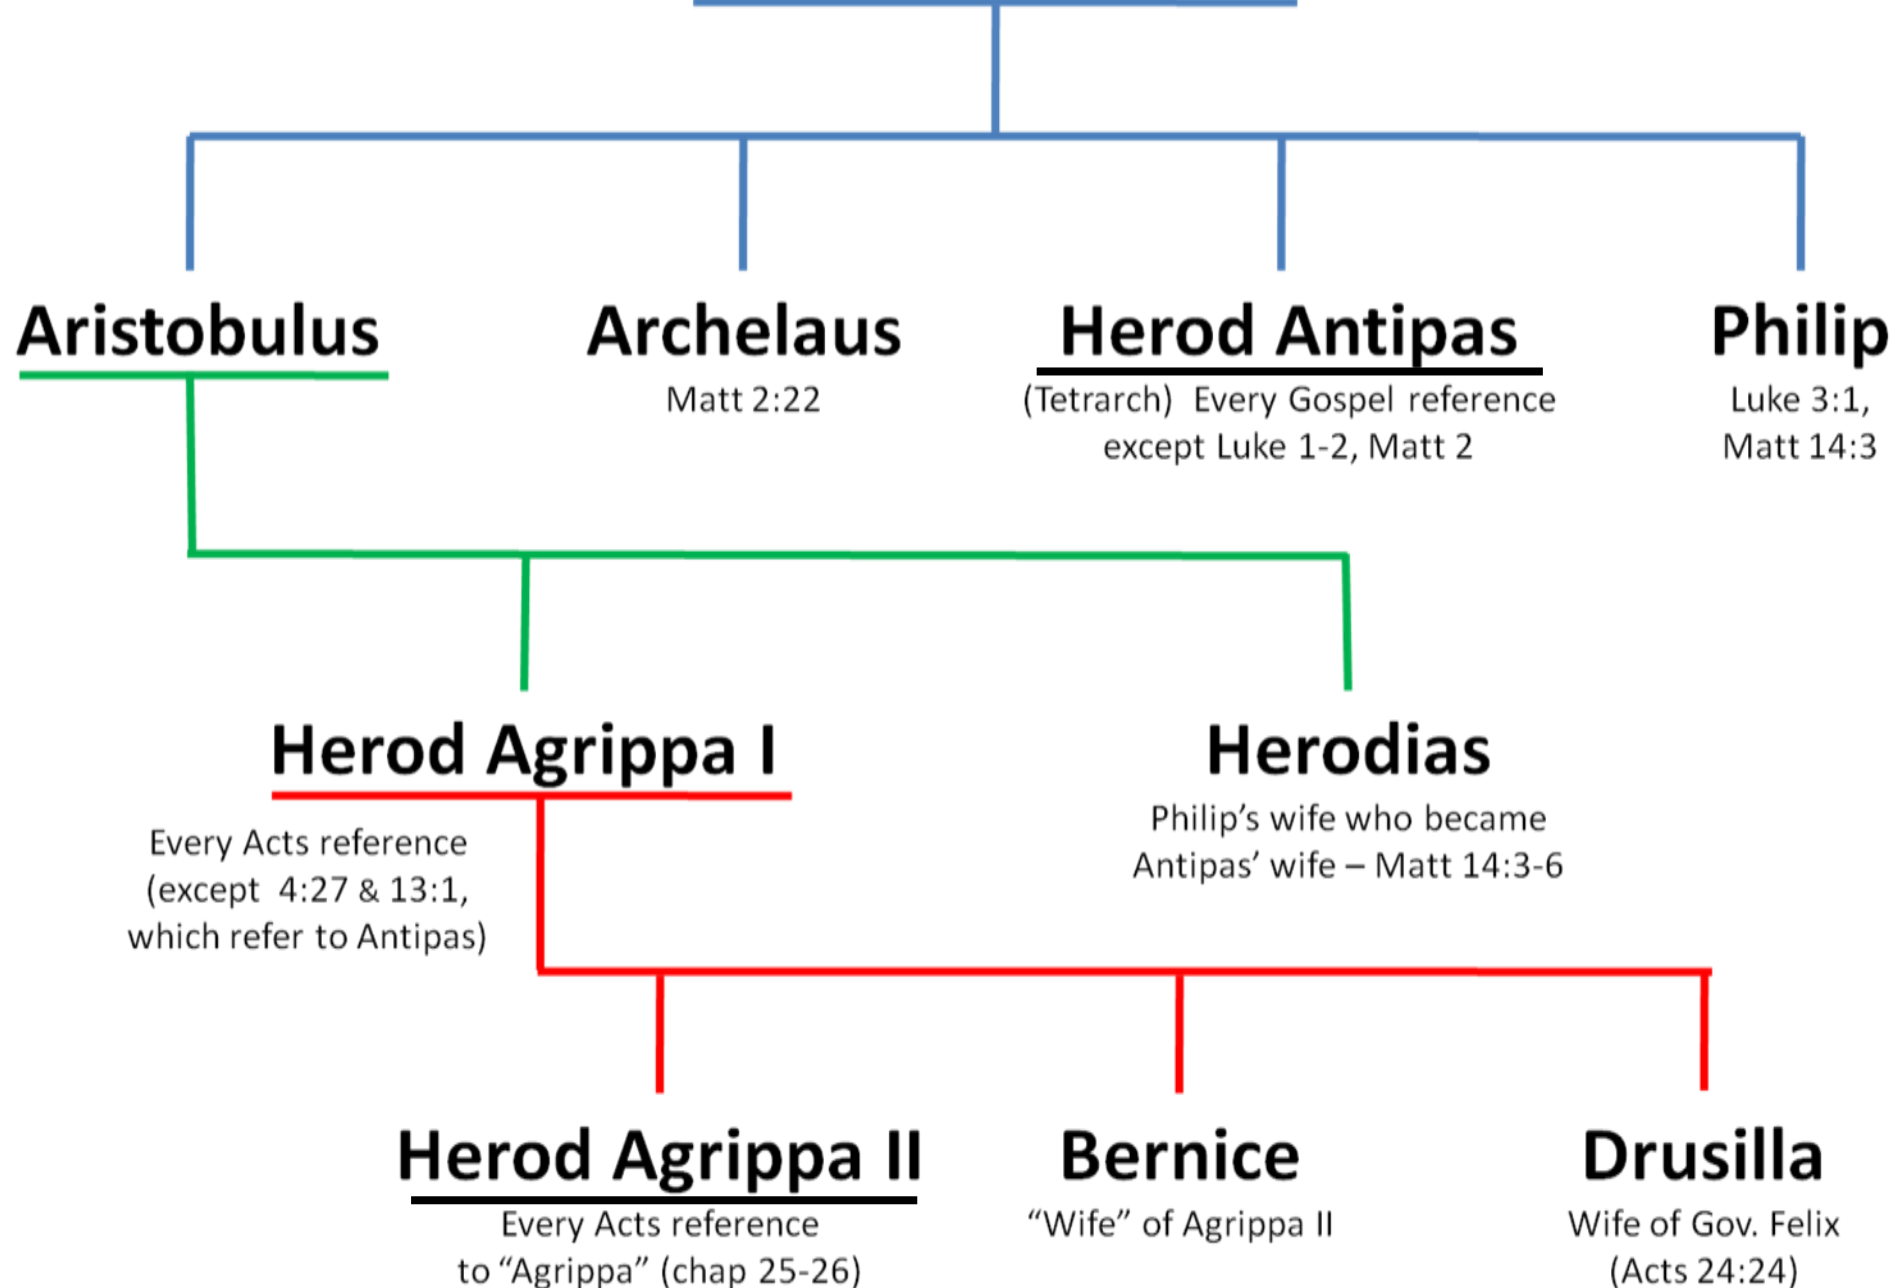 Aristobulus
Archelaus
Matt 2:22
Herod Antipas
(Tetrarch) Every Gospel reference
except Luke 1-2, Matt 2
Philip
Luke 3:1,
Matt 14:3
Herod Agrippa I
Every Acts reference
(except 4:27 & 13:1,
which refer to Antipas)
Herodias
Philip’s wife who became
Antipas’ wife – Matt 14:3-6
Herod Agrippa II
Every Acts reference
to “Agrippa” (chap 25-26)
Bernice
“Wife” of Agrippa II
Drusilla
Wife of Gov. Felix
(Acts 24:24)